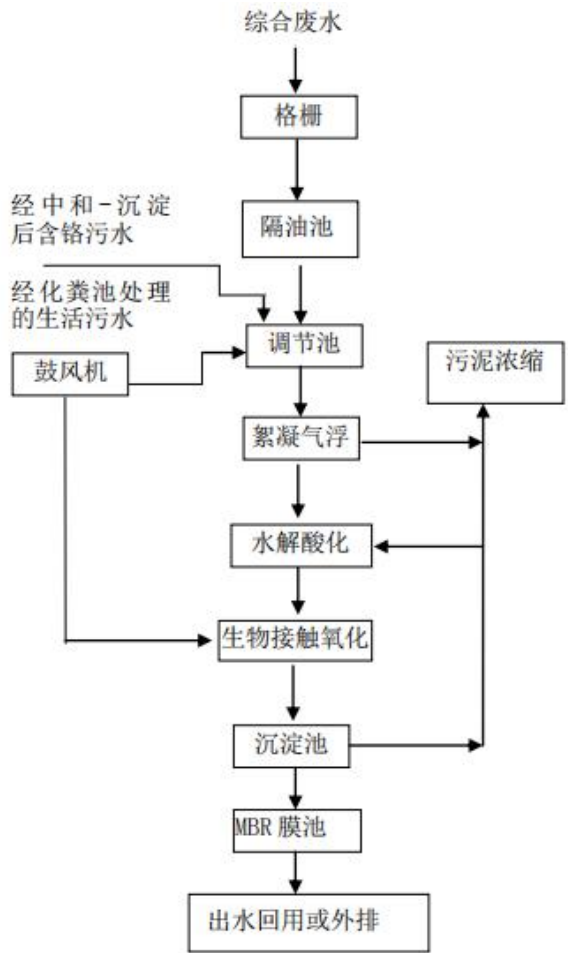 综合废水
格栅
隔油池
经中和-沉淀
后含铬污水
经化粪池处理
的生活污水
调节池
鼓风机
污泥浓缩
絮凝气浮
水解酸化
生物接触氧化
沉淀池
MBR膜池
出水回用或外排